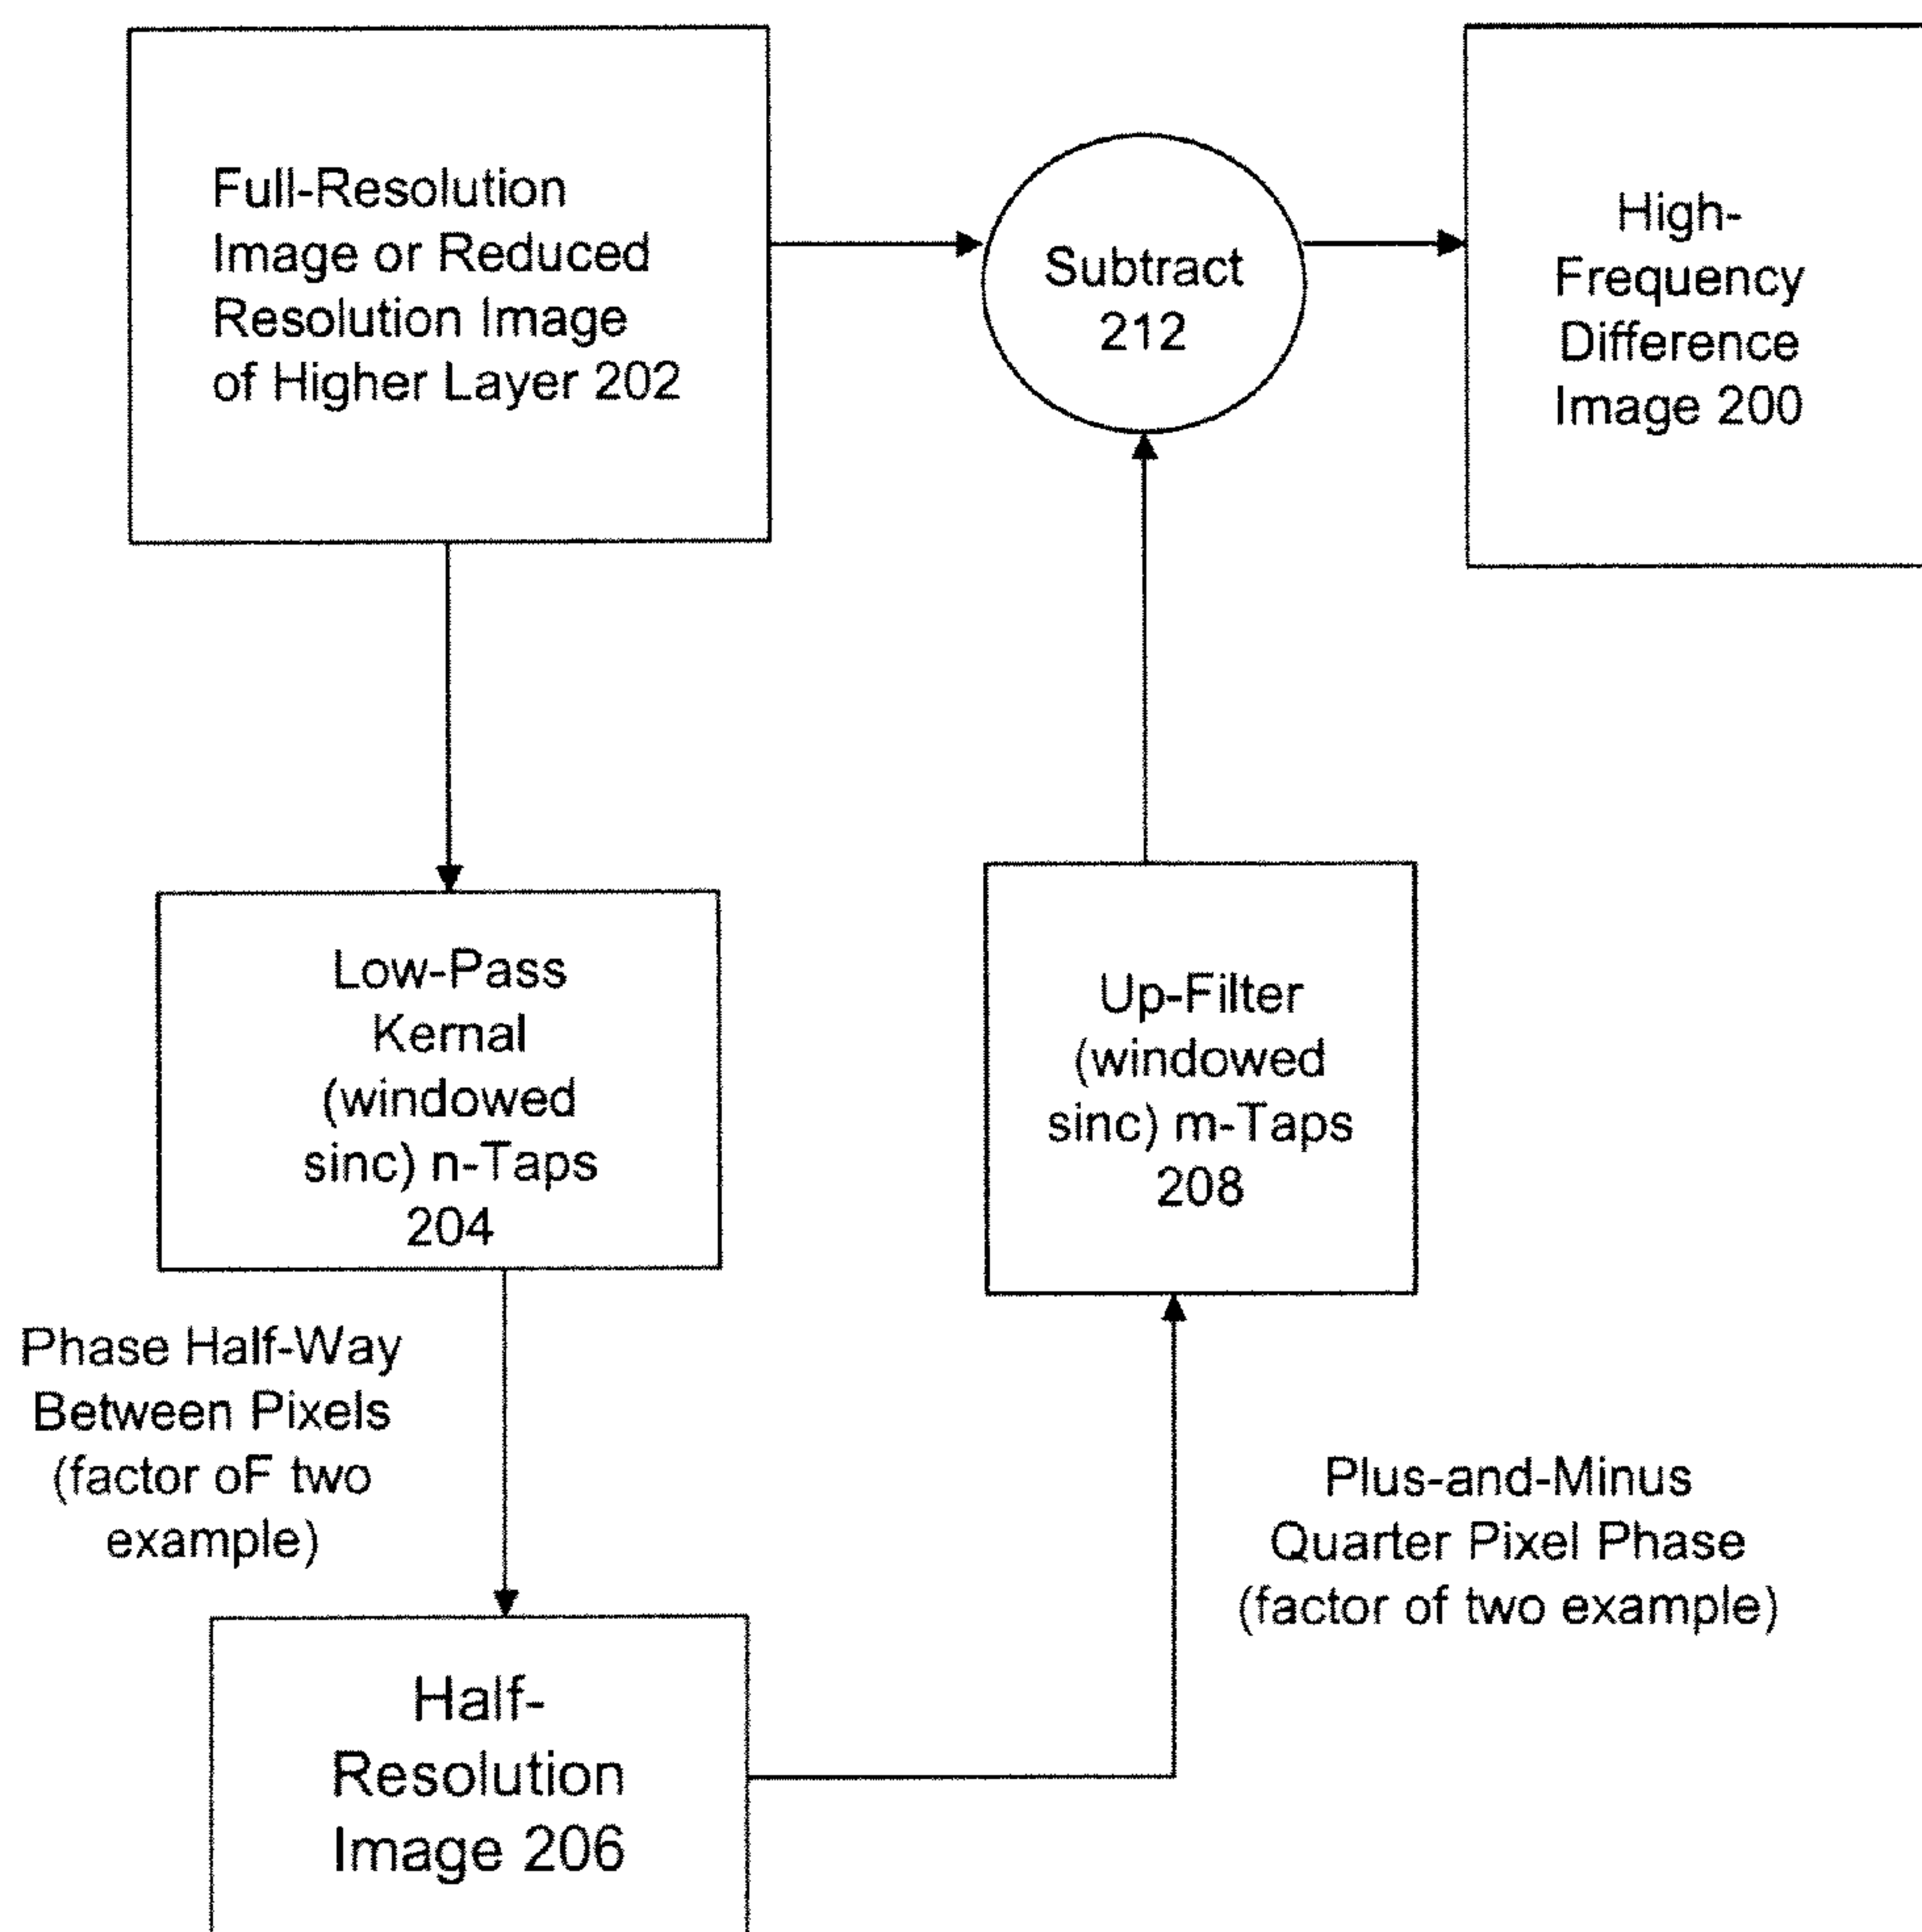 Full-Resolution
Image or Reduced
Resolution Image
of Higher Layer 202
Subtract
212
High-
Frequency
Difference
Image 200
Low-Pass
Kernal
(windowed
sinc) n-Taps
204
Up-Filter
(windowed
sinc) m-Taps
208
Phase Half-Way
Between Pixels
(factor oF two
example)
Plus-and-Minus
Quarter Pixel Phase
(factor of two example)
Half-
Resolution
Image 206